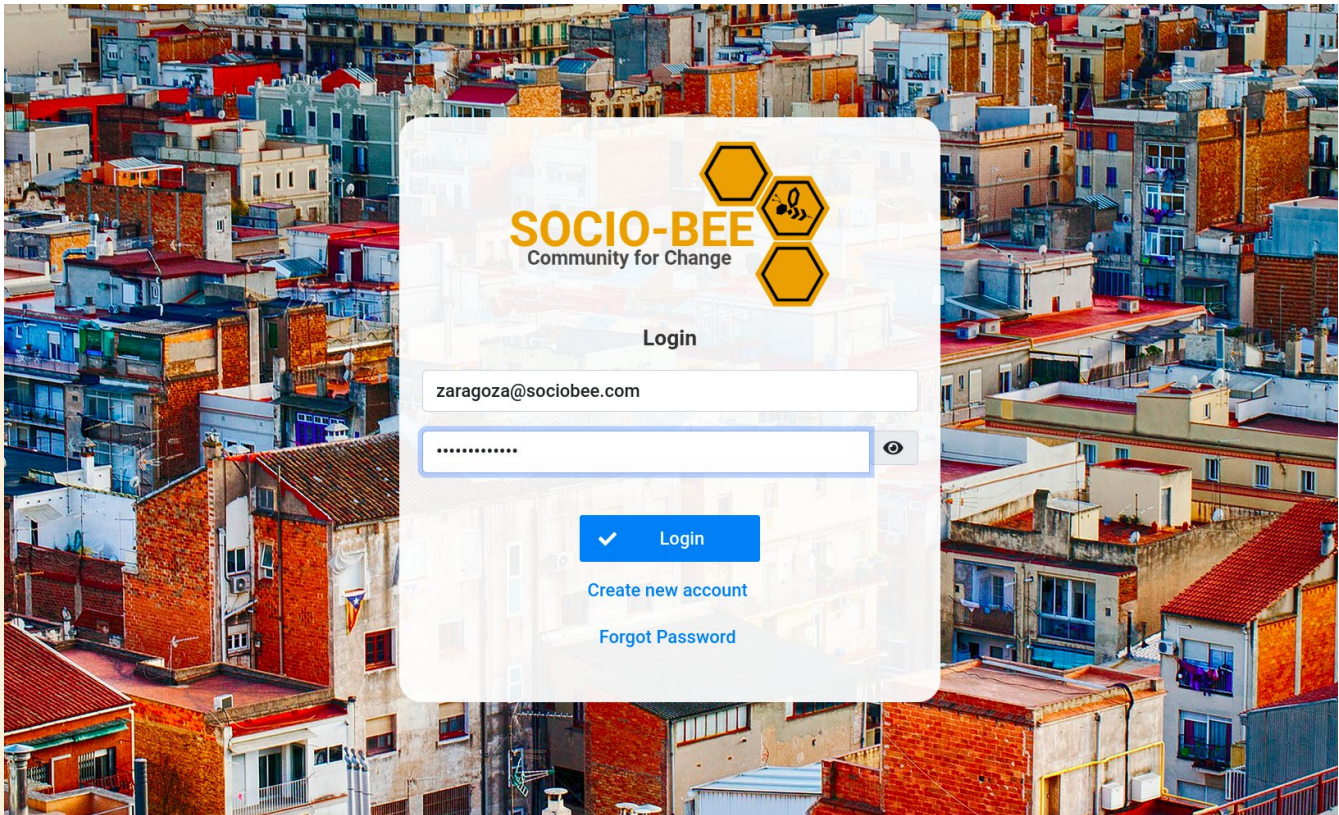 SOCIO-BEE
Community for Change
Login
zaragoza@sociobee.com
•••••••••••••
Login
Create new account
Forgot Password